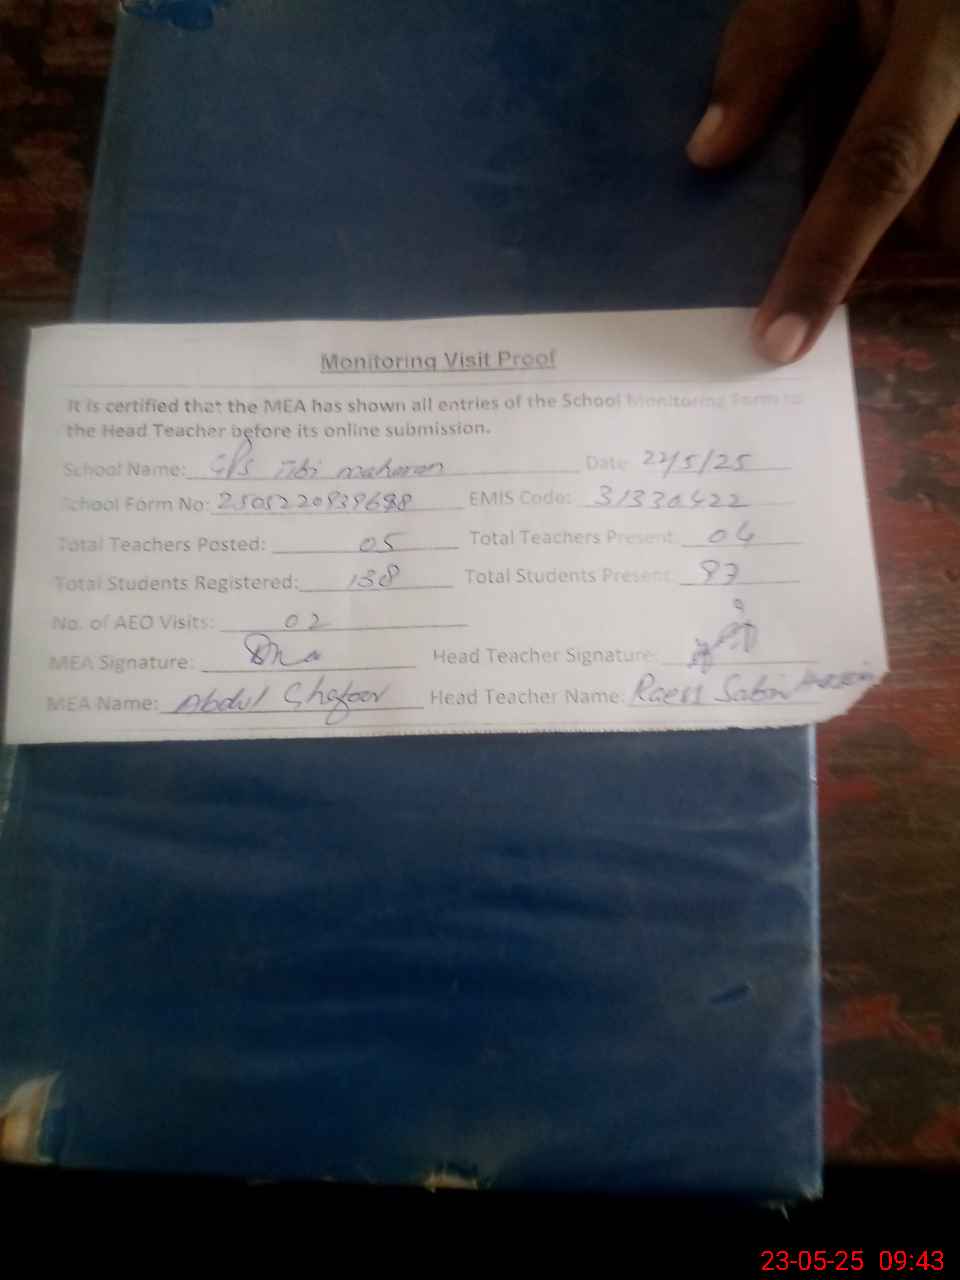 Monitoring Visit Proof
It is certified that the MEA has shown all entries of the School Monitoring Form to
the Head Teacher before its online submission.
School Name: GPS Tibi maharan Date: 22/5/25
School Form No: EMIS Code: 31330422
Total Teachers Posted: 05 Total Teachers Present: 04
Total Students Registered: 138 Total Students Present: 97
No. of AEO Visits: 02
MEA Signature: Head Teacher Signature:
MEA Name: Abdul Ghafoor Head Teacher Name:
23-05-25 09:43